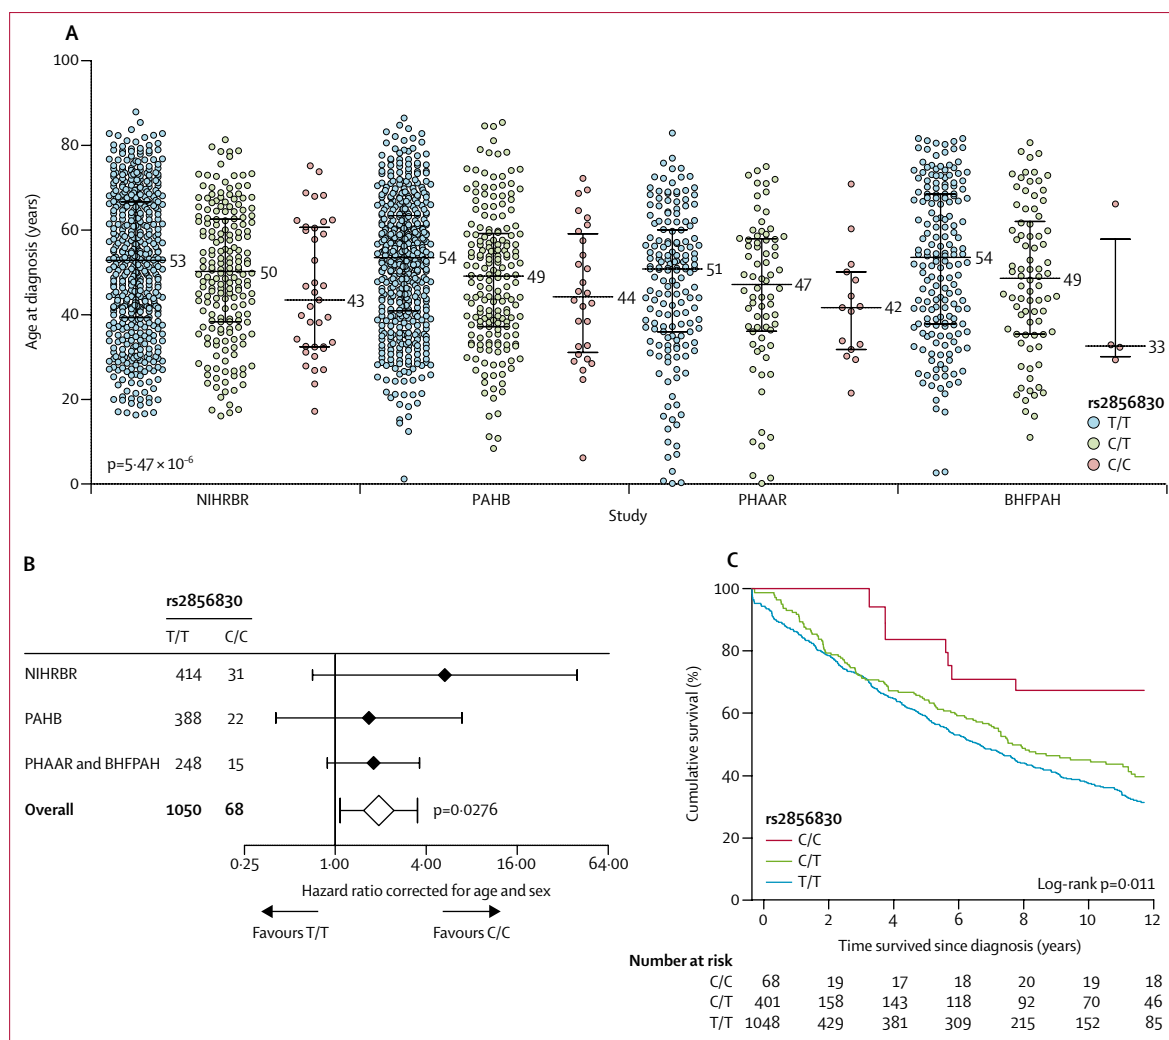 A
100
80
60
40
20
0
Age at diagnosis (years)
53
50
43
54
49
44
51
47
42
54
49
33
p=5·47 × 10⁻⁶
rs2856830
T/T
C/T
C/C
NIHRBR
PAHB
PHAAR
BHFPAH
Study
B
rs2856830
T/T C/C
NIHRBR 414 31
PAHB 388 22
PHAAR and BHFPAH 248 15
Overall 1050 68
p=0·0276
0·25 1·00 4·00 16·00 64·00
Hazard ratio corrected for age and sex
Favours T/T Favours C/C
C
100
80
60
40
20
0
Cumulative survival (%)
rs2856830
C/C
C/T
T/T
Log-rank p=0·011
0 2 4 6 8 10 12
Time survived since diagnosis (years)
Number at risk
C/C 68 19 17 18 20 19 18
C/T 401 158 143 118 92 70 46
T/T 1048 429 381 309 215 152 85